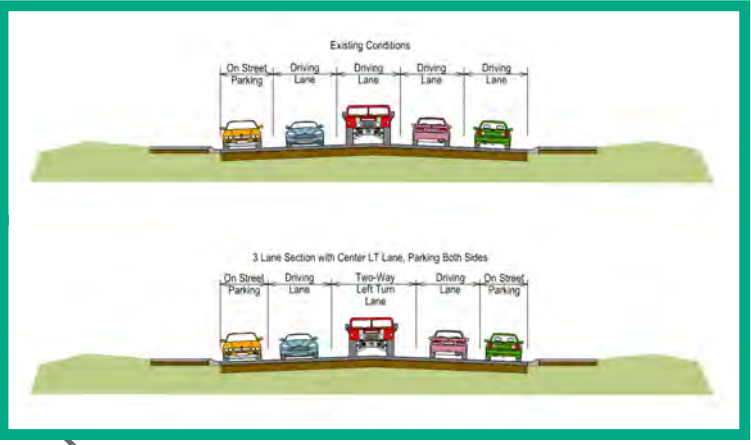 Existing Conditions
On Street Parking
Driving Lane
Driving Lane
Driving Lane
Driving Lane
3 Lane Section with Center LT Lane, Parking Both Sides
On Street Parking
Driving Lane
Two-Way Left Turn Lane
Driving Lane
On Street Parking